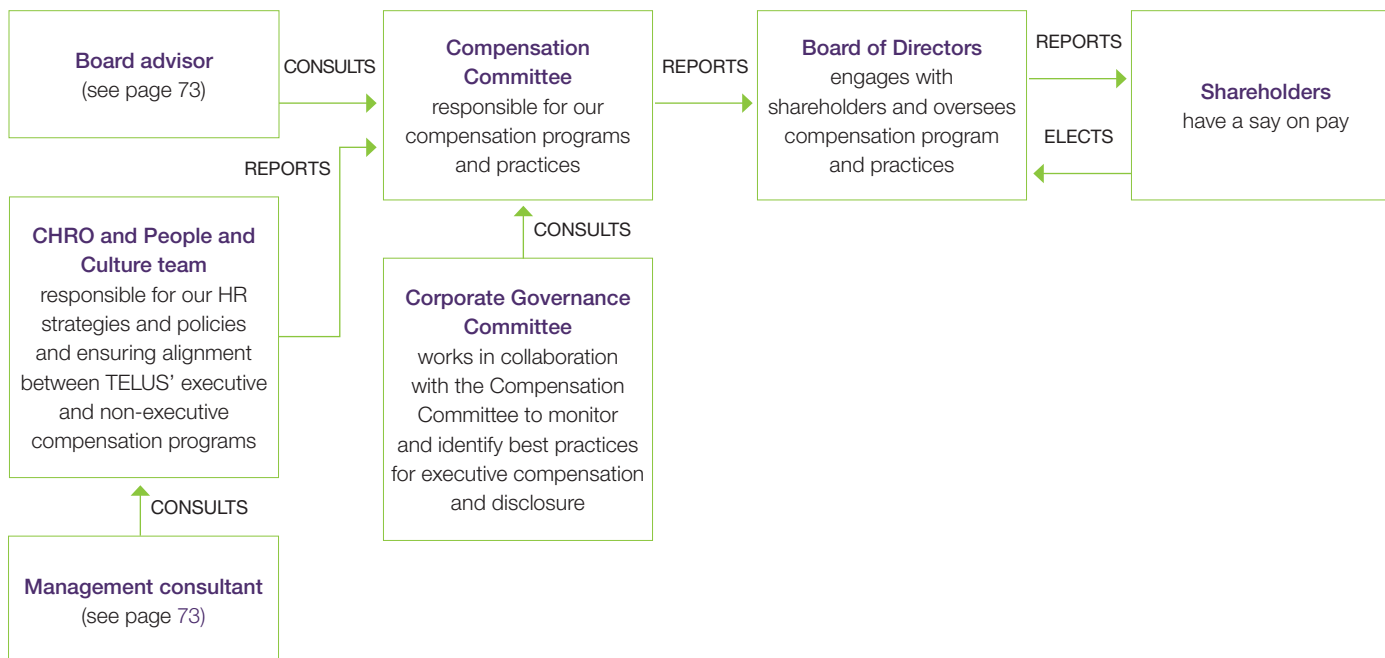 Board advisor
(see page 73)
CONSULTS
Compensation
Committee
responsible for our
compensation programs
and practices
REPORTS
Board of Directors
engages with
shareholders and oversees
compensation program
and practices
REPORTS
ELECTS
Shareholders
have a say on pay
REPORTS
CHRO and People and
Culture team
responsible for our HR
strategies and policies
and ensuring alignment
between TELUS’ executive
and non-executive
compensation programs
CONSULTS
Corporate Governance
Committee
works in collaboration
with the Compensation
Committee to monitor
and identify best practices
for executive compensation
and disclosure
CONSULTS
Management consultant
(see page 73)